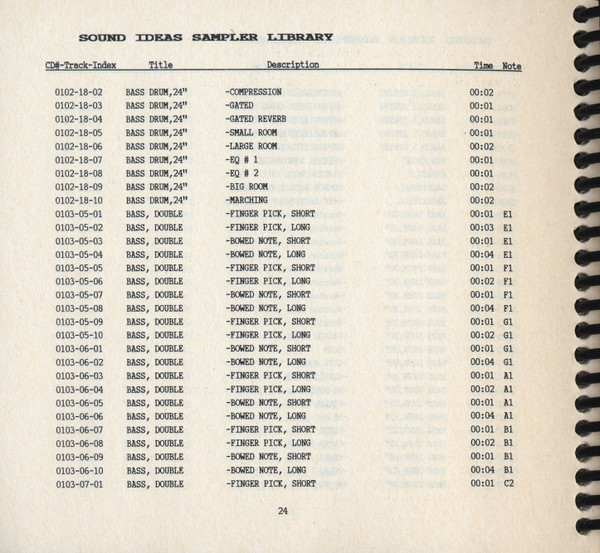 SOUND IDEAS SAMPLER LIBRARY
CD#-Track-Index Title Description Time Note
0102-18-02 BASS DRUM,24" -COMPRESSION 00:02
0102-18-03 BASS DRUM,24" -GATED 00:01
0102-18-04 BASS DRUM,24" -GATED REVERB 00:01
0102-18-05 BASS DRUM,24" -SMALL ROOM 00:01
0102-18-06 BASS DRUM,24" -LARGE ROOM 00:02
0102-18-07 BASS DRUM,24" -EQ # 1 00:01
0102-18-08 BASS DRUM,24" -EQ # 2 00:01
0102-18-09 BASS DRUM,24" -BIG ROOM 00:02
0102-18-10 BASS DRUM,24" -MARCHING 00:02
0103-05-01 BASS, DOUBLE -FINGER PICK, SHORT 00:01 E1
0103-05-02 BASS, DOUBLE -FINGER PICK, LONG 00:03 E1
0103-05-03 BASS, DOUBLE -BOWED NOTE, SHORT 00:01 E1
0103-05-04 BASS, DOUBLE -BOWED NOTE, LONG 00:04 E1
0103-05-05 BASS, DOUBLE -FINGER PICK, SHORT 00:01 F1
0103-05-06 BASS, DOUBLE -FINGER PICK, LONG 00:02 F1
0103-05-07 BASS, DOUBLE -BOWED NOTE, SHORT 00:01 F1
0103-05-08 BASS, DOUBLE -BOWED NOTE, LONG 00:04 F1
0103-05-09 BASS, DOUBLE -FINGER PICK, SHORT 00:01 G1
0103-05-10 BASS, DOUBLE -FINGER PICK, LONG 00:02 G1
0103-06-01 BASS, DOUBLE -BOWED NOTE, SHORT 00:01 G1
0103-06-02 BASS, DOUBLE -BOWED NOTE, LONG 00:04 G1
0103-06-03 BASS, DOUBLE -FINGER PICK, SHORT 00:01 A1
0103-06-04 BASS, DOUBLE -FINGER PICK, LONG 00:02 A1
0103-06-05 BASS, DOUBLE -BOWED NOTE, SHORT 00:01 A1
0103-06-06 BASS, DOUBLE -BOWED NOTE, LONG 00:04 A1
0103-06-07 BASS, DOUBLE -FINGER PICK, SHORT 00:01 B1
0103-06-08 BASS, DOUBLE -FINGER PICK, LONG 00:02 B1
0103-06-09 BASS, DOUBLE -BOWED NOTE, SHORT 00:01 B1
0103-06-10 BASS, DOUBLE -BOWED NOTE, LONG 00:04 B1
0103-07-01 BASS, DOUBLE -FINGER PICK, SHORT 00:01 C2
24